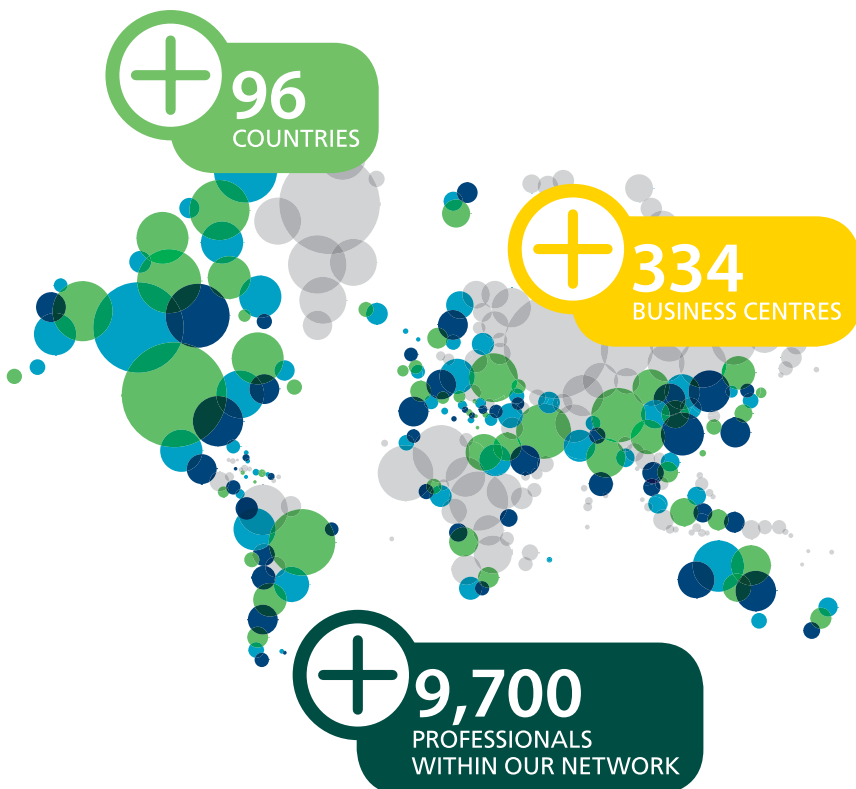 96
COUNTRIES
334
BUSINESS CENTRES
9,700
PROFESSIONALS
WITHIN OUR NETWORK